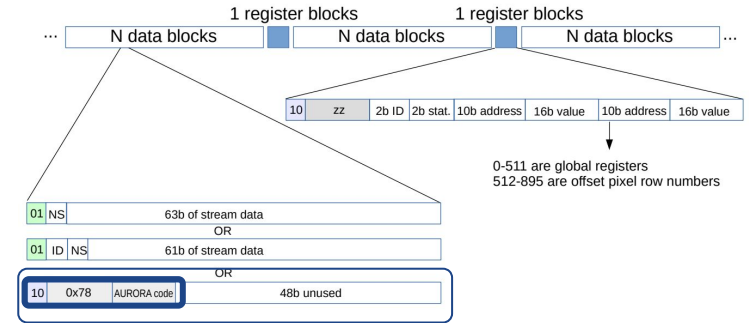 1 register blocks 1 register blocks
... N data blocks N data blocks N data blocks ...
10 zz 2b ID 2b stat. 10b address 16b value 10b address 16b value
0-511 are global registers
512-895 are offset pixel row numbers
01 NS 63b of stream data
OR
01 ID NS 61b of stream data
OR
10 0x78 AURORA code 48b unused